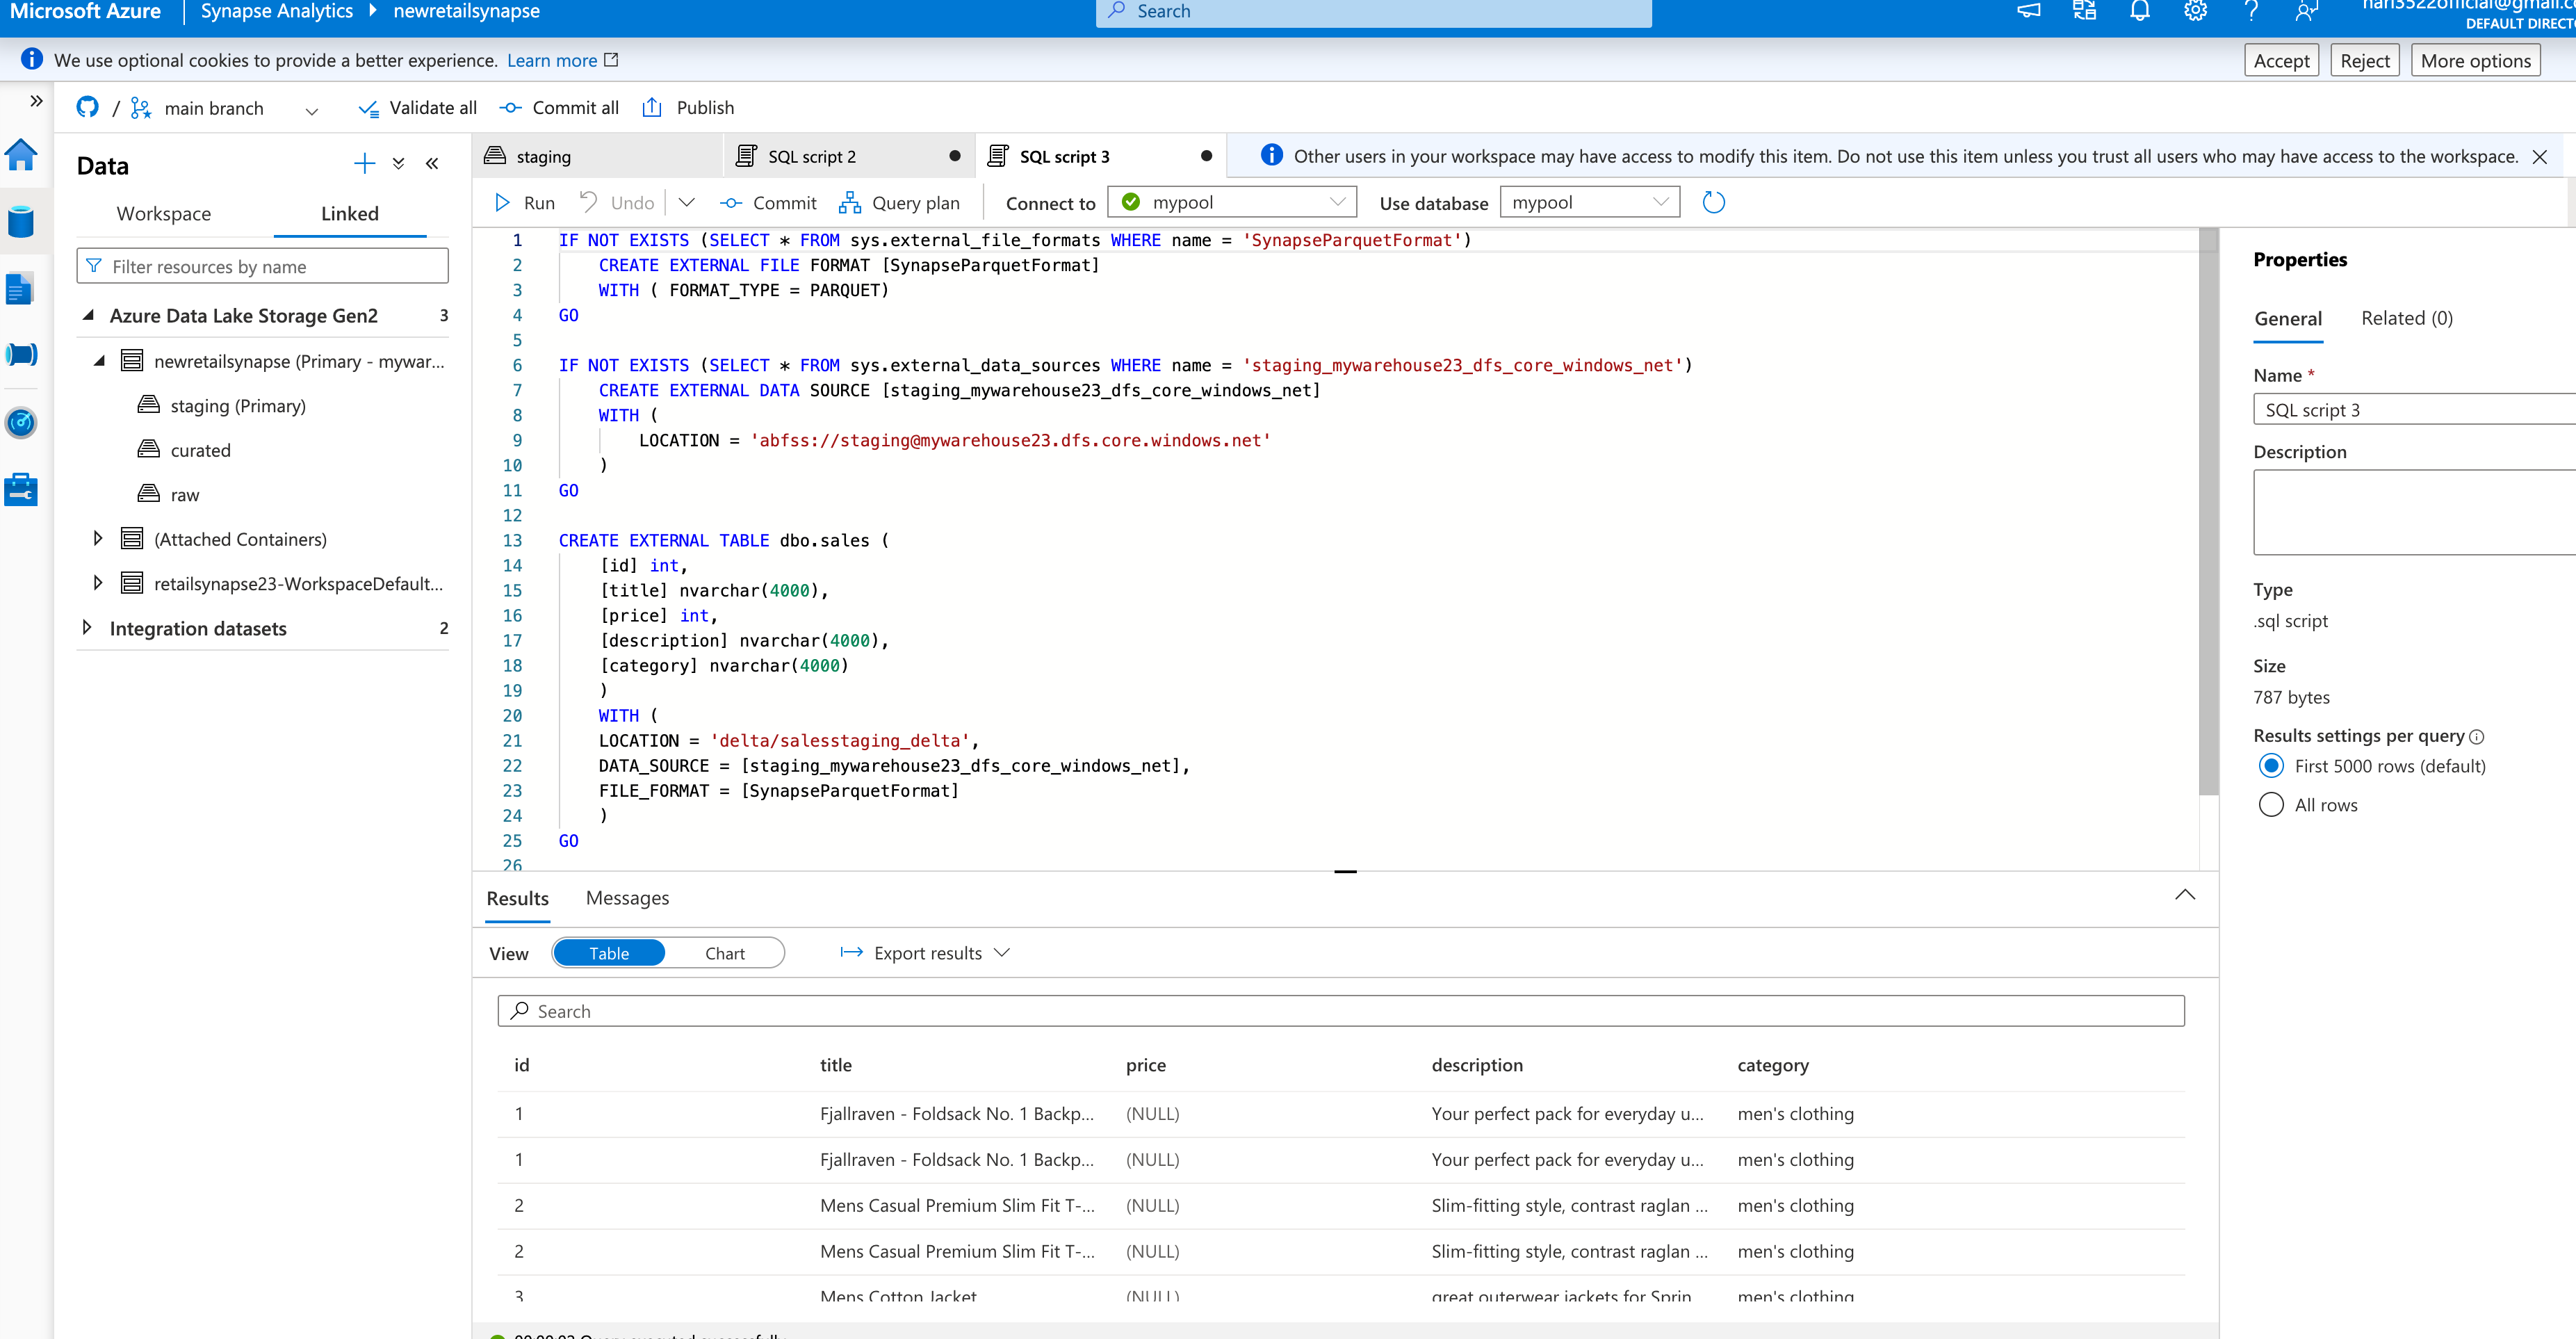 Microsoft Azure
Synapse Analytics
newretailsynapse
Search
DEFAULT DIRECTO
We use optional cookies to provide a better experience. Learn more
Accept
Reject
More options
/ main branch
Validate all
Commit all
Publish
Data
Workspace
Linked
Filter resources by name
Azure Data Lake Storage Gen2 3
newretailsynapse (Primary - mywar...
staging (Primary)
curated
raw
(Attached Containers)
retailsynapse23-WorkspaceDefault...
Integration datasets 2
staging
SQL script 2
SQL script 3
Other users in your workspace may have access to modify this item. Do not use this item unless you trust all users who may have access to the workspace.
Run
Undo
Commit
Query plan
Connect to
mypool
Use database
mypool
1 IF NOT EXISTS (SELECT * FROM sys.external_file_formats WHERE name = 'SynapseParquetFormat')
2 CREATE EXTERNAL FILE FORMAT [SynapseParquetFormat]
3 WITH ( FORMAT_TYPE = PARQUET)
4 GO
5
6 IF NOT EXISTS (SELECT * FROM sys.external_data_sources WHERE name = 'staging_mywarehouse23_dfs_core_windows_net')
7 CREATE EXTERNAL DATA SOURCE [staging_mywarehouse23_dfs_core_windows_net]
8 WITH (
9 LOCATION = 'abfss://staging@mywarehouse23.dfs.core.windows.net'
10 )
11 GO
12
13 CREATE EXTERNAL TABLE dbo.sales (
14 [id] int,
15 [title] nvarchar(4000),
16 [price] int,
17 [description] nvarchar(4000),
18 [category] nvarchar(4000)
19 )
20 WITH (
21 LOCATION = 'delta/salesstaging_delta',
22 DATA_SOURCE = [staging_mywarehouse23_dfs_core_windows_net],
23 FILE_FORMAT = [SynapseParquetFormat]
24 )
25 GO
26
Results
Messages
View
Table
Chart
Export results
Search
id title price description category
1 Fjallraven - Foldsack No. 1 Backp... (NULL) Your perfect pack for everyday u... men's clothing
1 Fjallraven - Foldsack No. 1 Backp... (NULL) Your perfect pack for everyday u... men's clothing
2 Mens Casual Premium Slim Fit T-... (NULL) Slim-fitting style, contrast raglan ... men's clothing
2 Mens Casual Premium Slim Fit T-... (NULL) Slim-fitting style, contrast raglan ... men's clothing
3 Mens Cotton Jacket (NULL) great outerwear jackets for Sprin men's clothing
Query executed successfully
Properties
General
Related (0)
Name *
SQL script 3
Description
Type
.sql script
Size
787 bytes
Results settings per query
First 5000 rows (default)
All rows